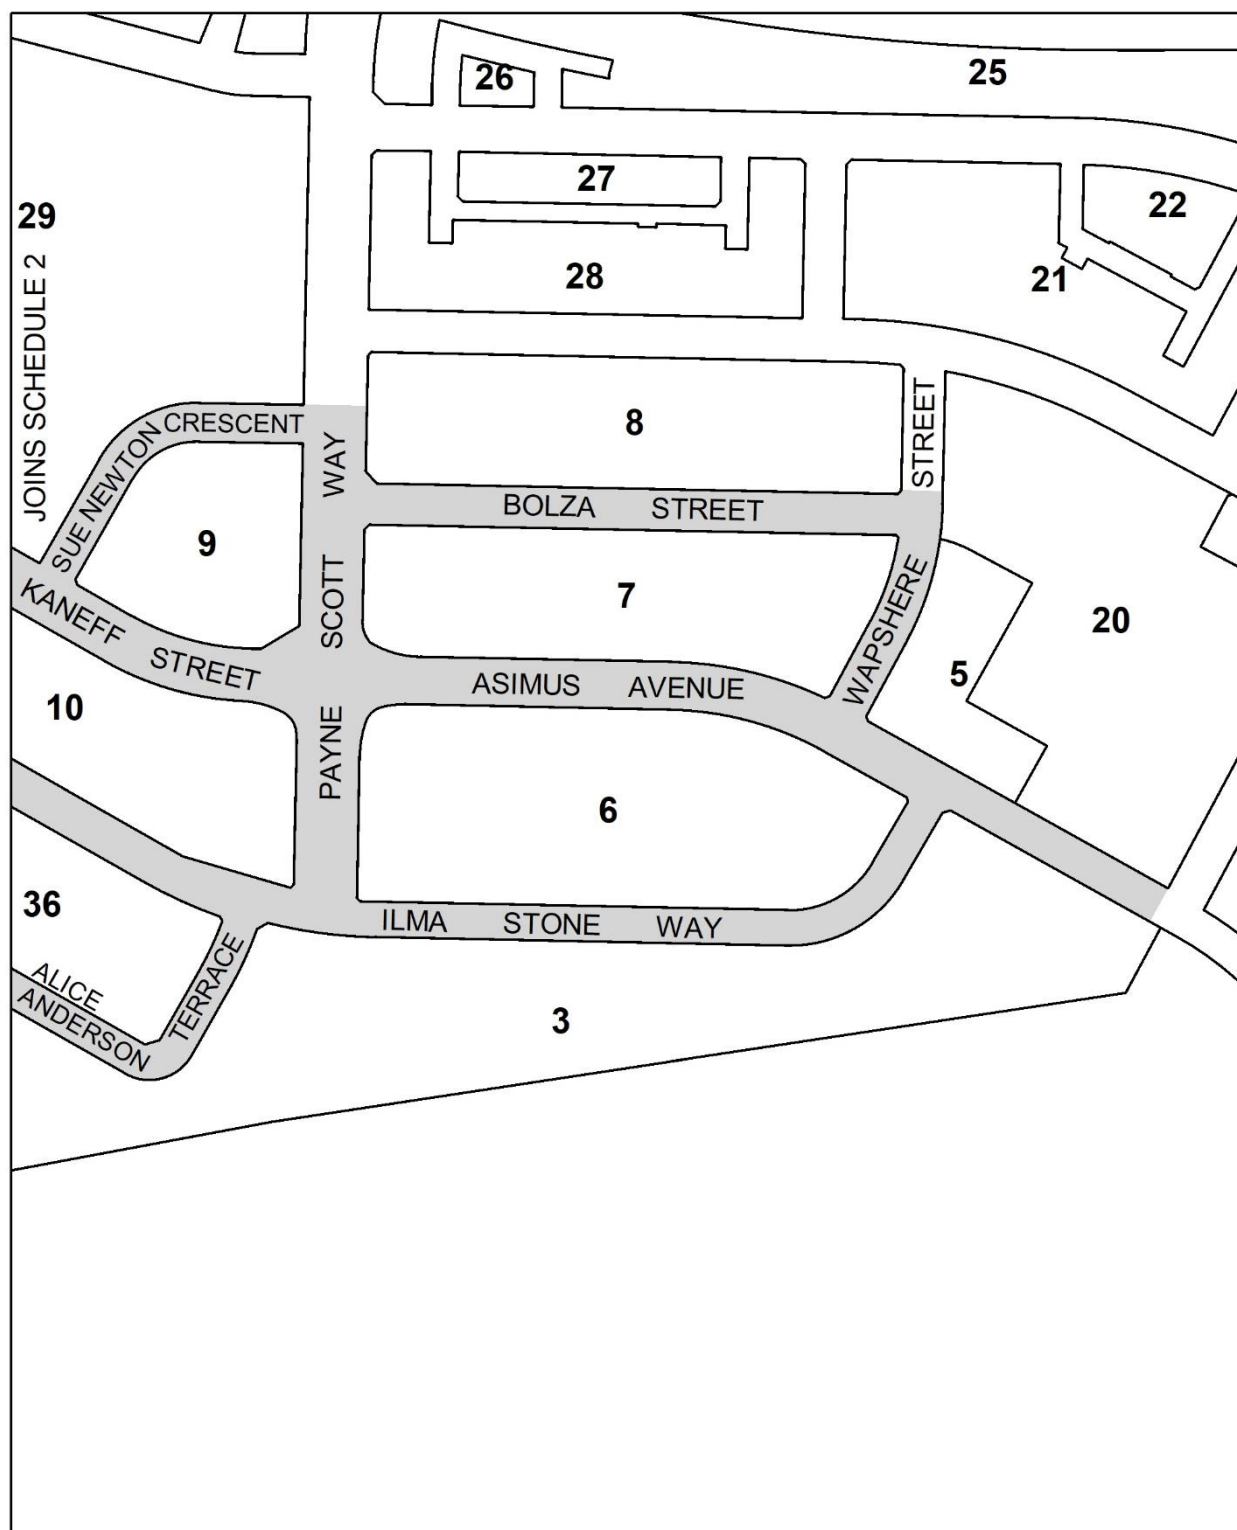 26
25
27
22
29
28
21
JOINS SCHEDULE 2
SUE NEWTON CRESCENT
8
WAPSHERE STREET
BOLZA STREET
9
7
20
KANEFF STREET
PAYNE SCOTT WAY
ASIMUS AVENUE
5
10
6
36
ILMA STONE WAY
ALICE
ANDERSON TERRACE
3